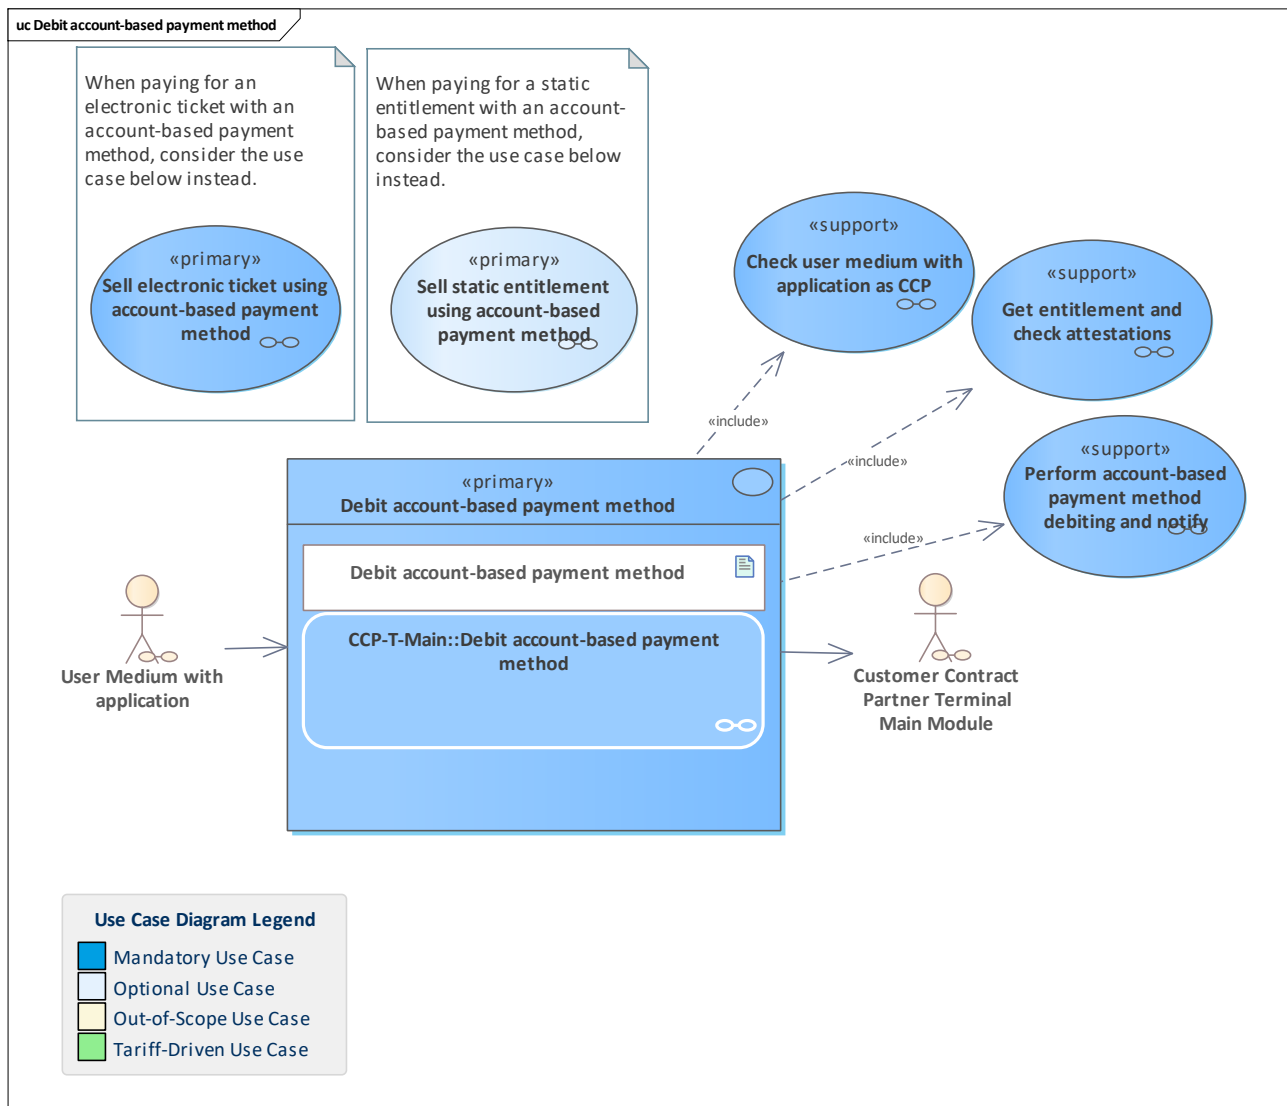 uc Debit account-based payment method
When paying for an
electronic ticket with an
account-based payment
method, consider the use
case below instead.
«primary»
Sell electronic ticket using
account-based payment
method
When paying for a static
entitlement with an account-
based payment method,
consider the use case below
instead.
«primary»
Sell static entitlement
using account-based
payment method
«support»
Check user medium with
application as CCP
«support»
Get entitlement and
check attestations
«support»
Perform account-based
payment method
debiting and notify
«include»
«include»
«include»
«primary»
Debit account-based payment method
Debit account-based payment method
CCP-T-Main::Debit account-based payment
method
User Medium with
application
Customer Contract
Partner Terminal
Main Module
Use Case Diagram Legend
Mandatory Use Case
Optional Use Case
Out-of-Scope Use Case
Tariff-Driven Use Case